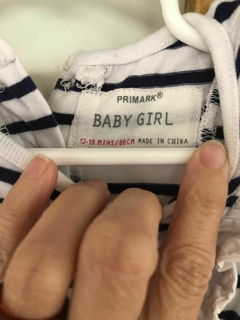 PRIMARK®
BABY GIRL
12-18 MTHS/86CM MADE IN CHINA